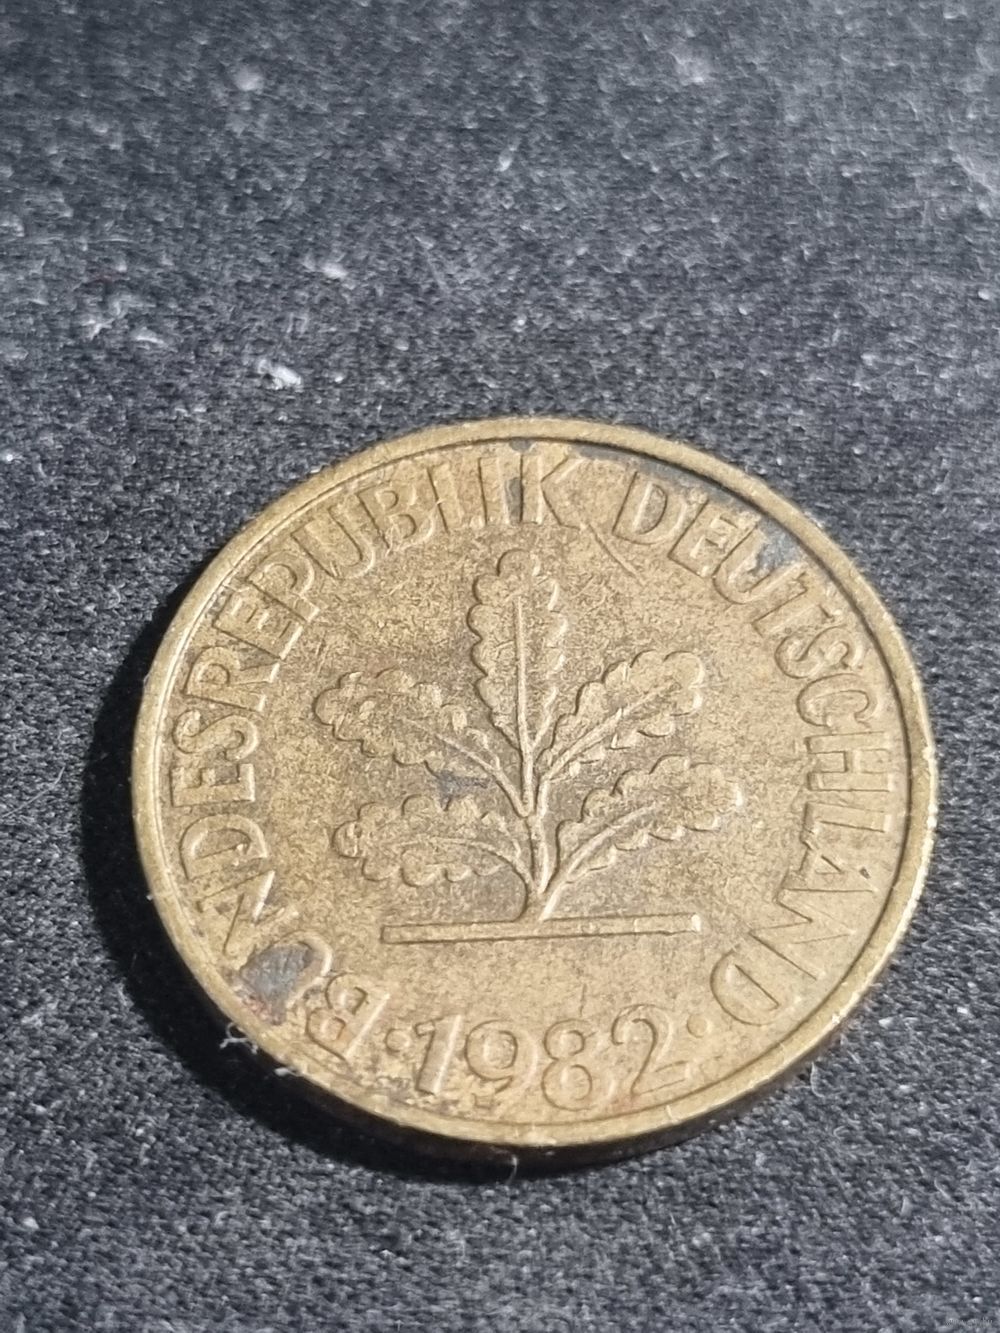 BUNDESREPUBLIK DEUTSCHLAND
·1982·